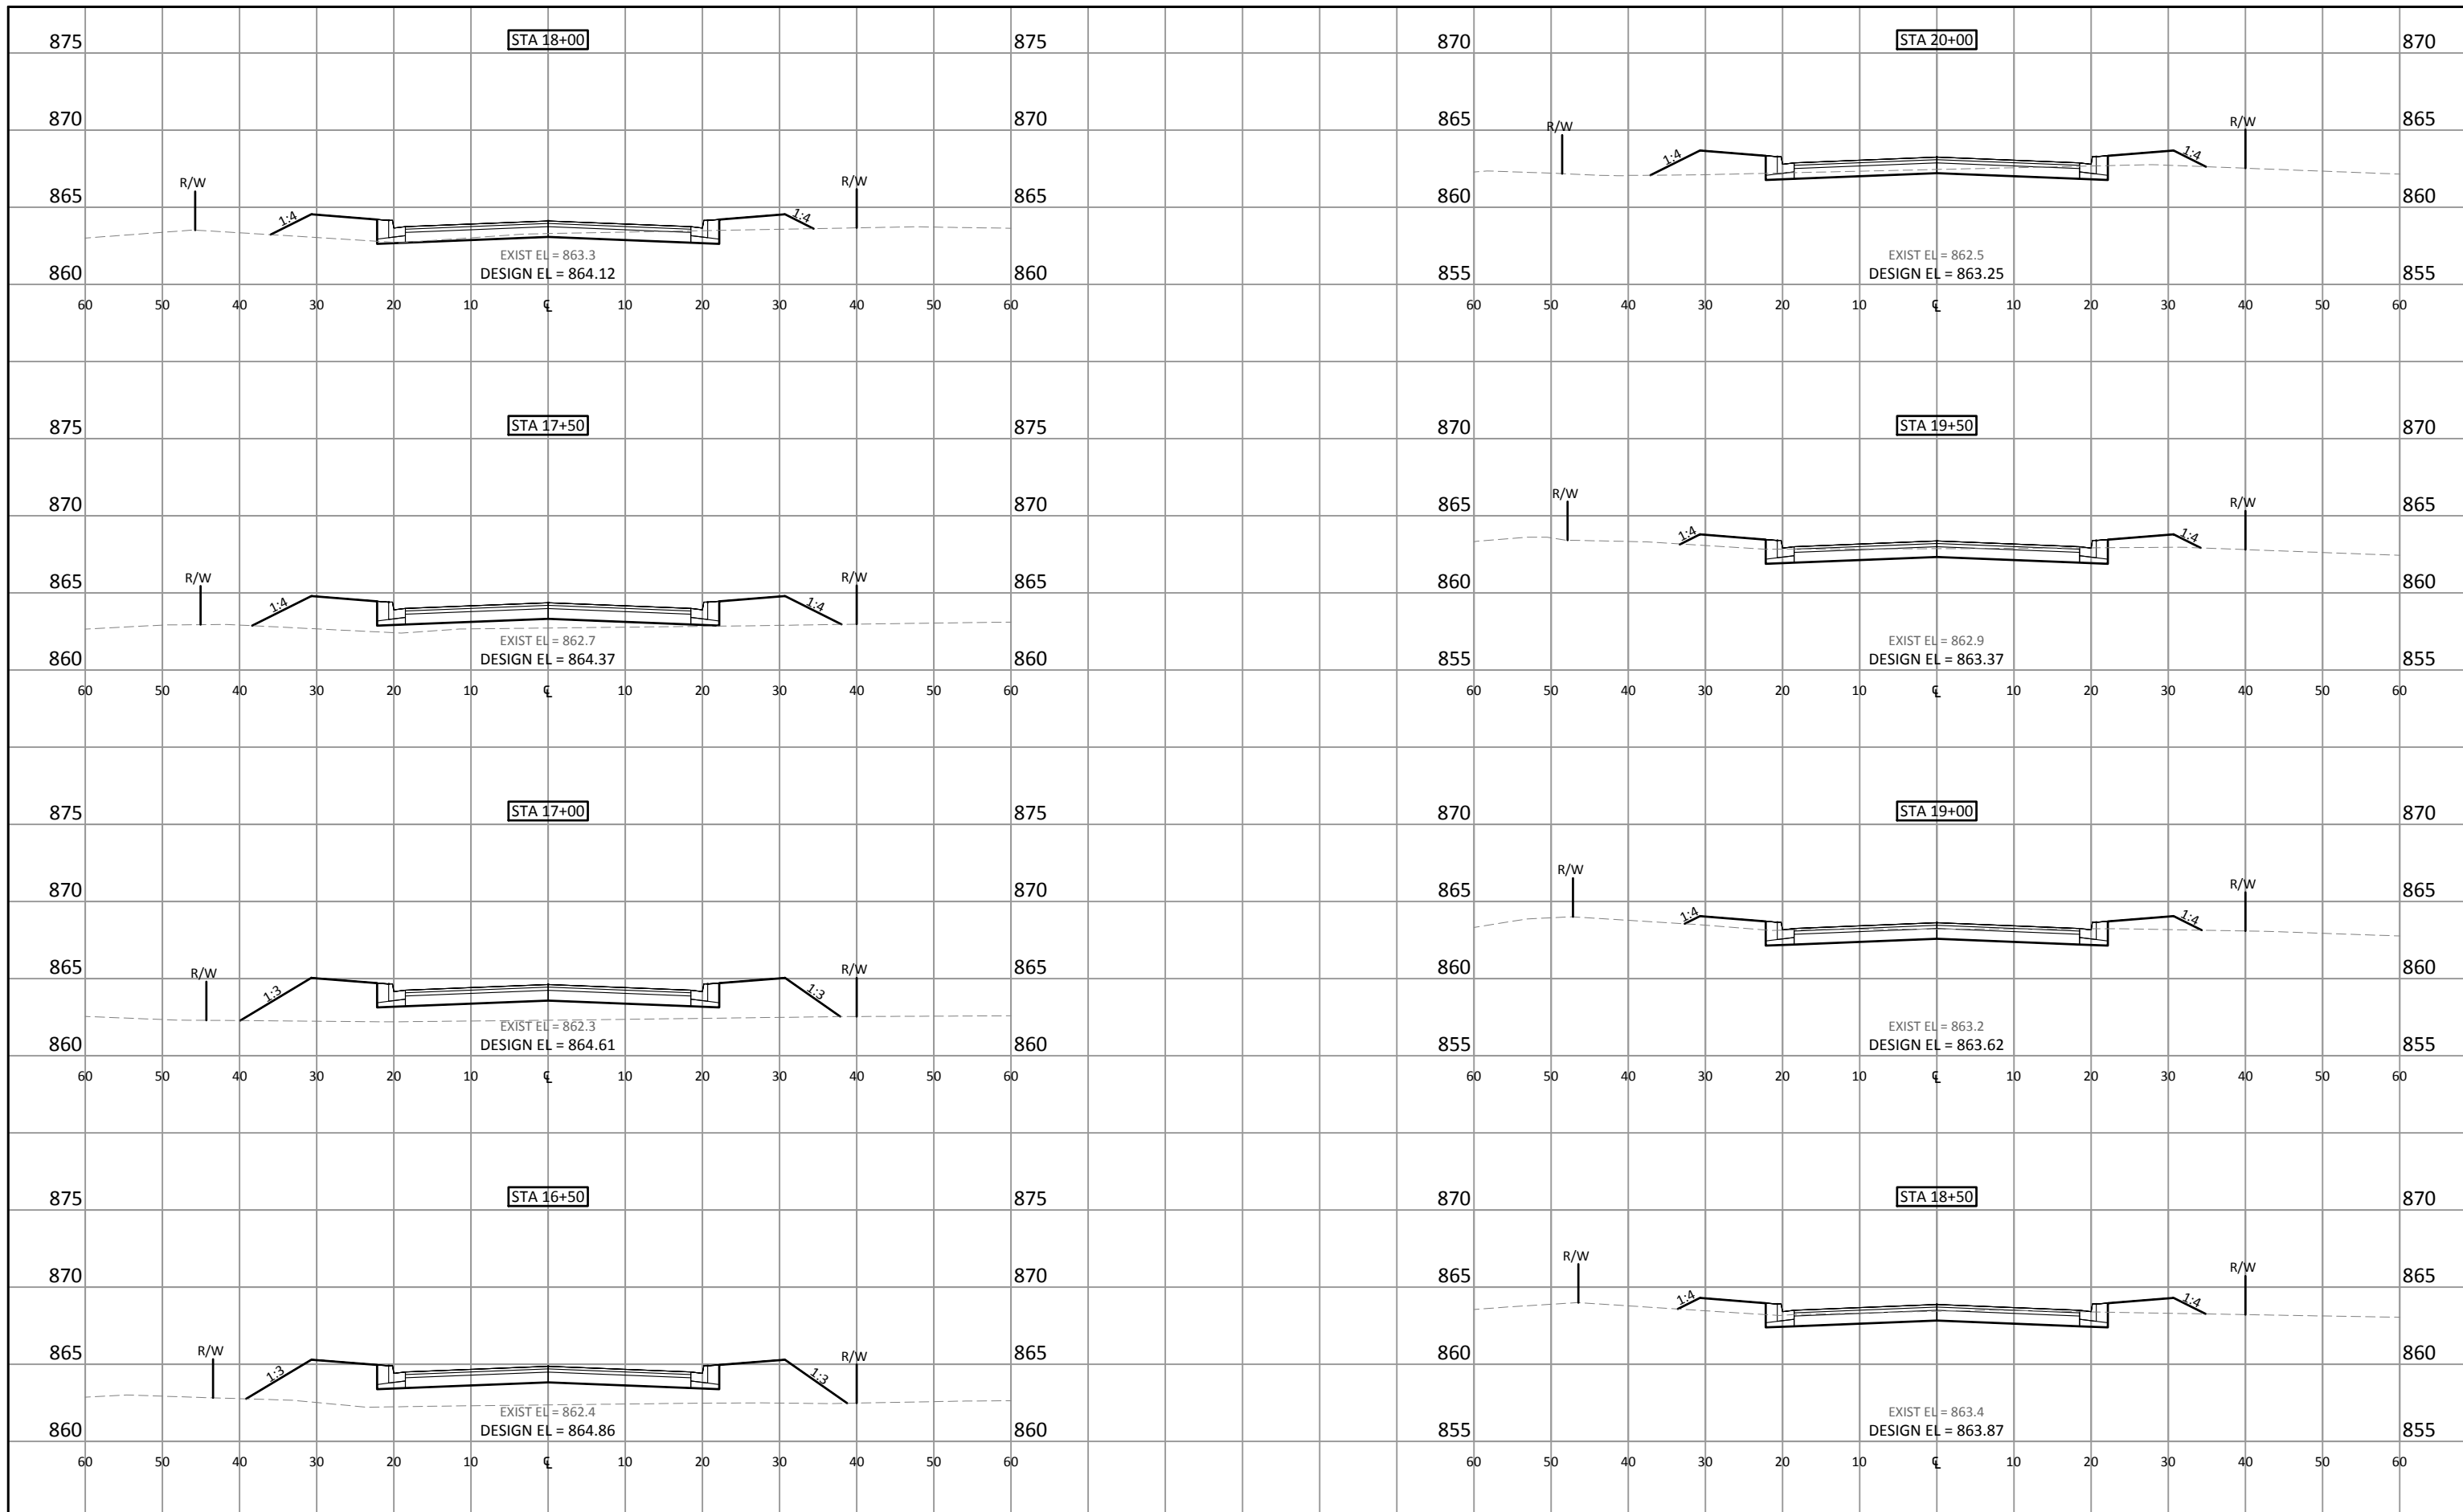 STA 18+00
875 875
870 870
R/W R/W
865 865
1:4 1:4
EXIST EL = 863.3
DESIGN EL = 864.12
860 860
60 50 40 30 20 10 ℄ 10 20 30 40 50 60
STA 17+50
875 875
870 870
R/W R/W
865 865
1:4 1:4
EXIST EL = 862.7
DESIGN EL = 864.37
860 860
60 50 40 30 20 10 ℄ 10 20 30 40 50 60
STA 17+00
875 875
870 870
R/W R/W
865 865
1:3 1:3
EXIST EL = 862.3
DESIGN EL = 864.61
860 860
60 50 40 30 20 10 ℄ 10 20 30 40 50 60
STA 16+50
875 875
870 870
R/W R/W
865 865
1:3 1:3
EXIST EL = 862.4
DESIGN EL = 864.86
860 860
60 50 40 30 20 10 ℄ 10 20 30 40 50 60
STA 20+00
870 870
865 865
R/W R/W
1:4 1:4
860 860
EXIST EL = 862.5
DESIGN EL = 863.25
855 855
60 50 40 30 20 10 ℄ 10 20 30 40 50 60
STA 19+50
870 870
R/W R/W
865 865
1:4 1:4
860 860
EXIST EL = 862.9
DESIGN EL = 863.37
855 855
60 50 40 30 20 10 ℄ 10 20 30 40 50 60
STA 19+00
870 870
R/W R/W
865 865
1:4 1:4
860 860
EXIST EL = 863.2
DESIGN EL = 863.62
855 855
60 50 40 30 20 10 ℄ 10 20 30 40 50 60
STA 18+50
870 870
R/W R/W
865 865
1:4 1:4
860 860
EXIST EL = 863.4
DESIGN EL = 863.87
855 855
60 50 40 30 20 10 ℄ 10 20 30 40 50 60